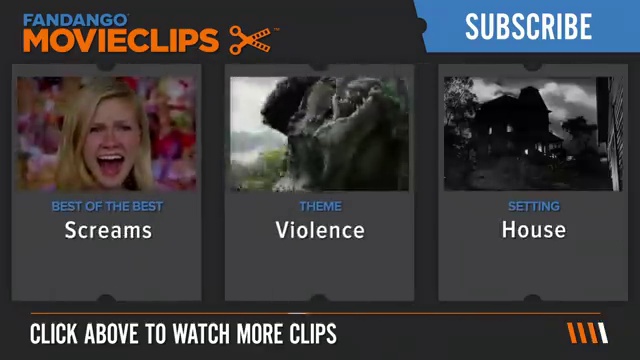 FANDANGO
MOVIECLIPS
SUBSCRIBE
BEST OF THE BEST
Screams
THEME
Violence
SETTING
House
CLICK ABOVE TO WATCH MORE CLIPS